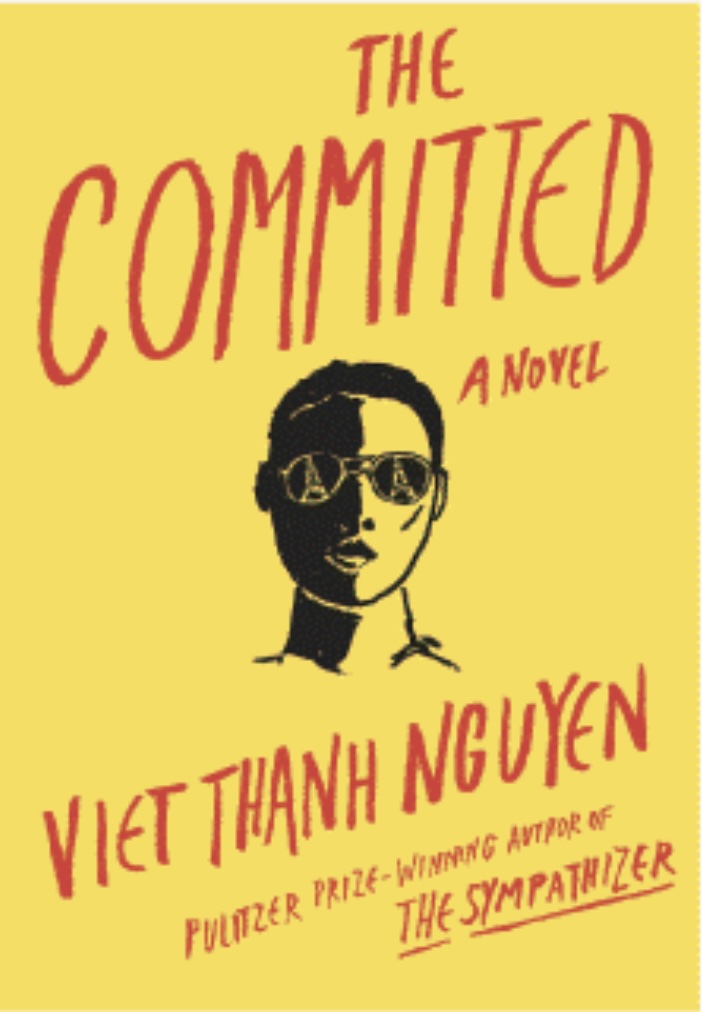 THE
COMMITTED
A NOVEL
VIET THANH NGUYEN
PULITZER PRIZE-WINNING AUTHOR OF
THE SYMPATHIZER